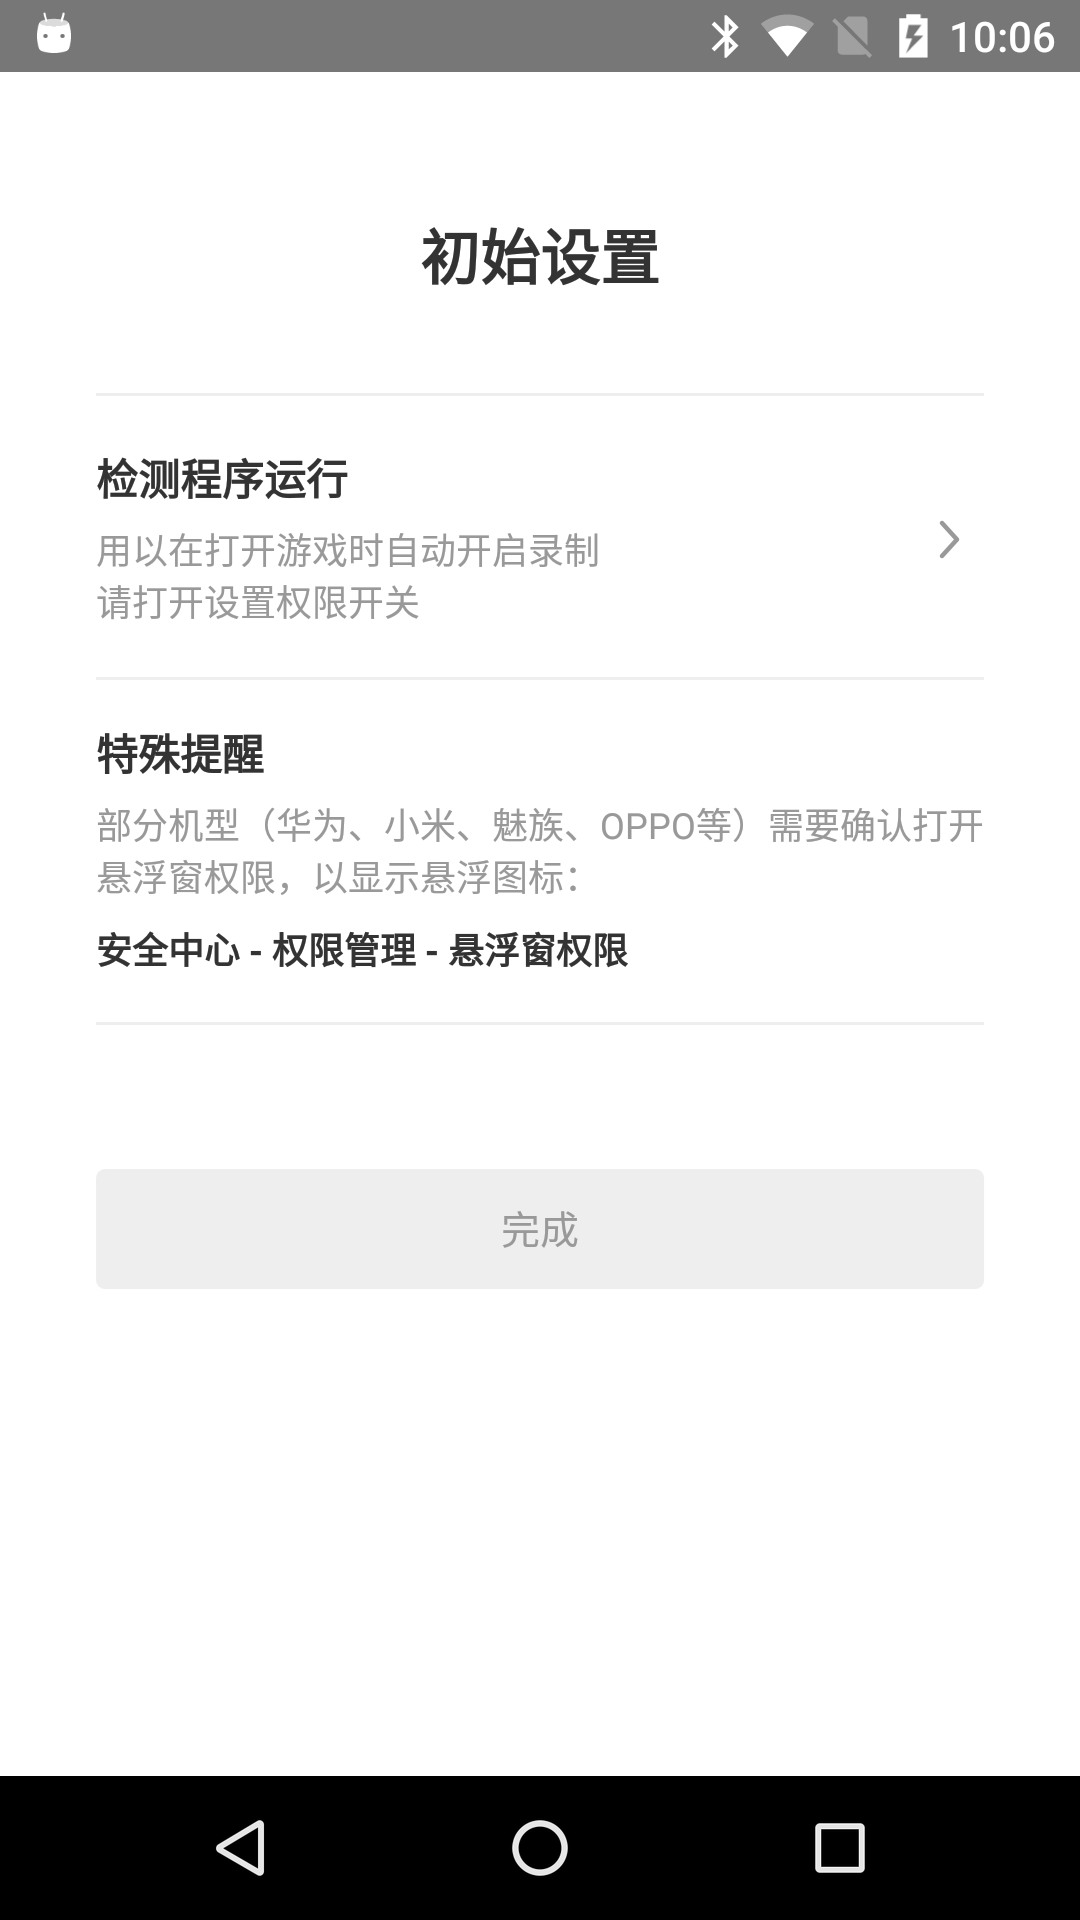 10:06
初始设置
检测程序运行
用以在打开游戏时自动开启录制
请打开设置权限开关
特殊提醒
部分机型（华为、小米、魅族、OPPO等）需要确认打开
悬浮窗权限，以显示悬浮图标：
安全中心 - 权限管理 - 悬浮窗权限
完成